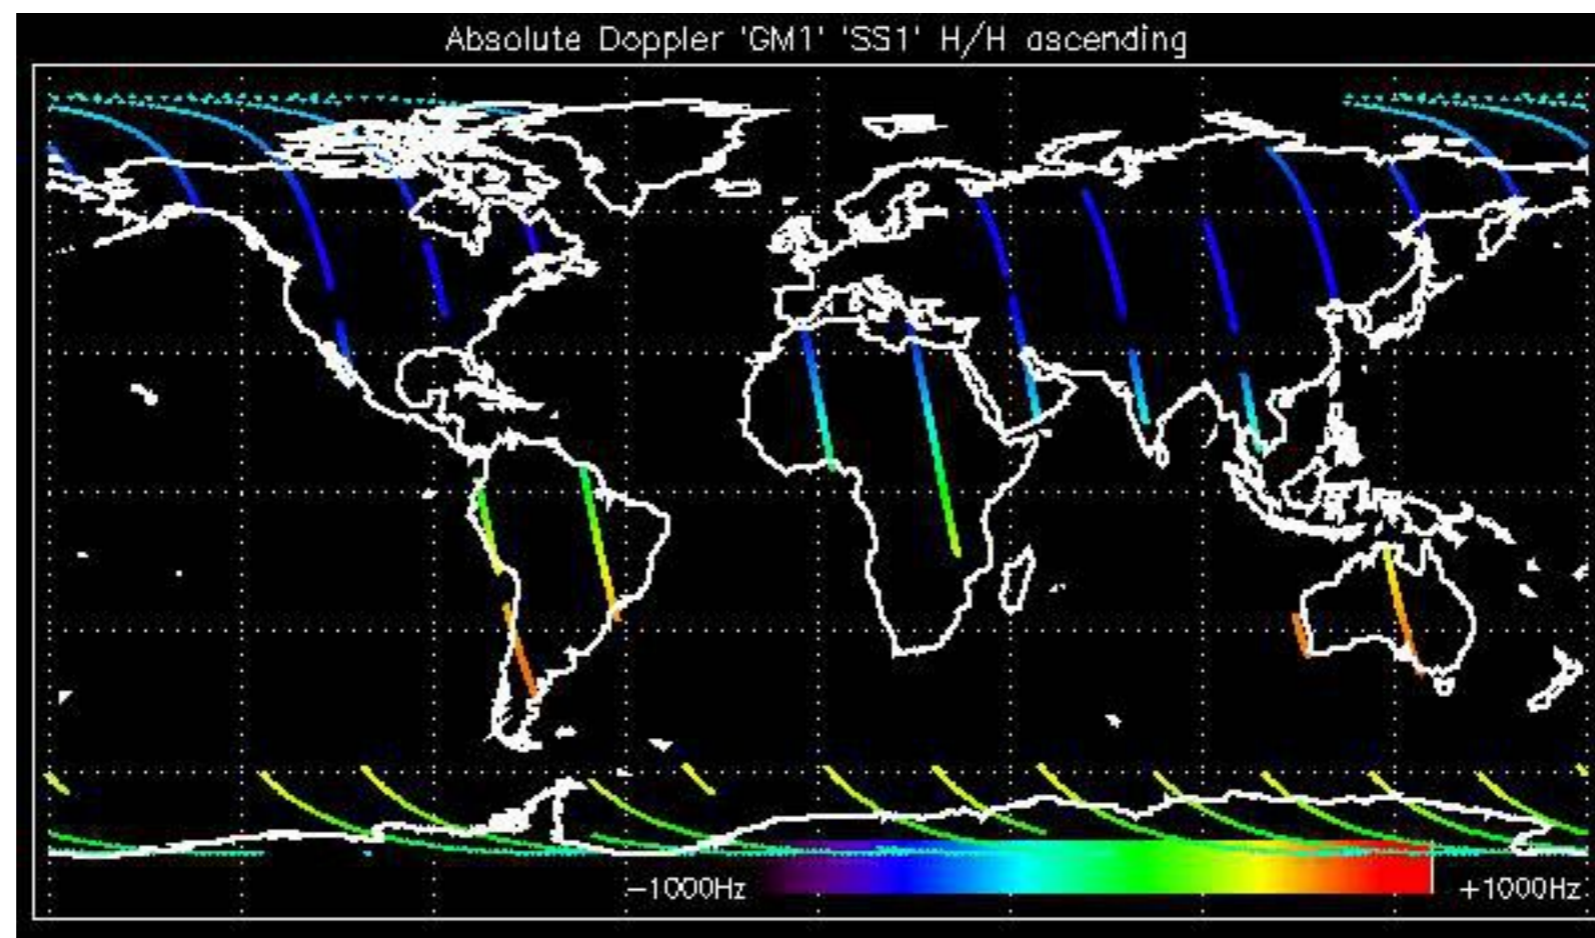 Absolute Doppler 'GM1' 'SS1' H/H ascending
−1000Hz
+1000Hz